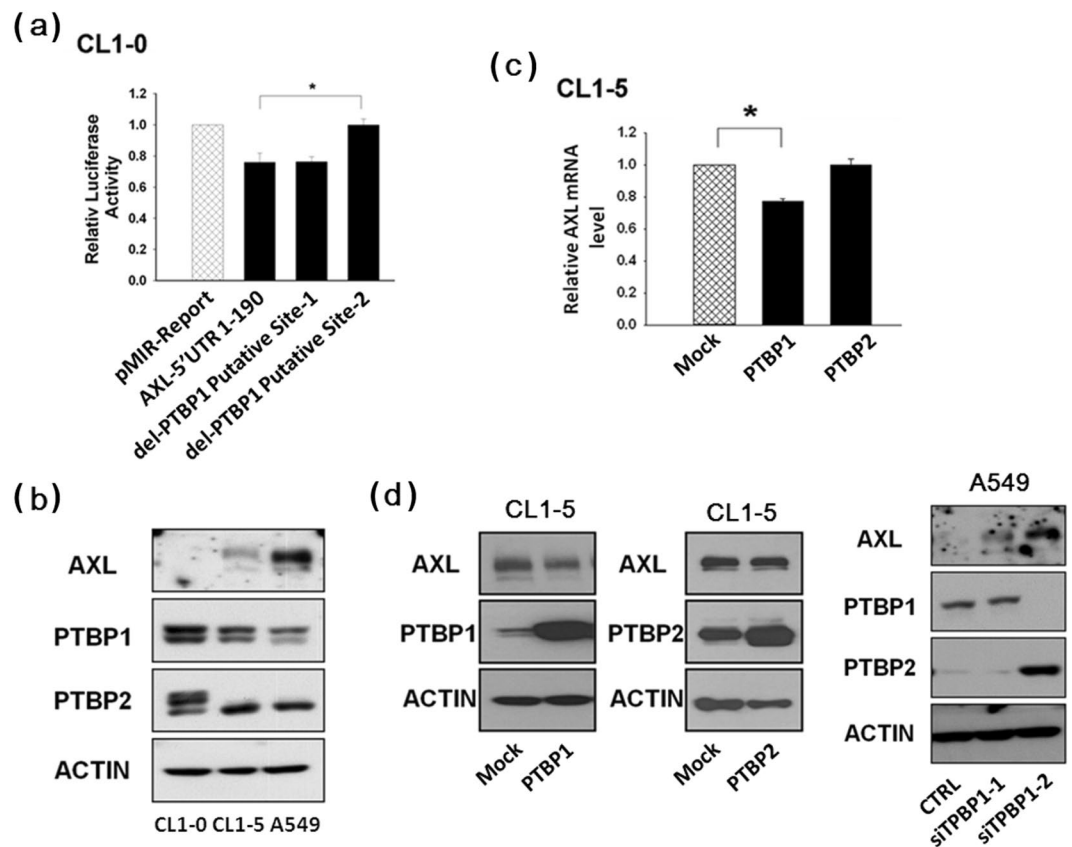 (a)
CL1-0
*
Relativ Luciferase
Activity
1.2
1.0
0.8
0.6
0.4
0.2
0.0
pMIR-Report
AXL-5'UTR 1-190
del-PTBP1 Putative Site-1
del-PTBP1 Putative Site-2
(c)
CL1-5
*
Relative AXL mRNA
level
1.2
1.0
0.8
0.6
0.4
0.2
0.0
Mock
PTBP1
PTBP2
(b)
AXL
PTBP1
PTBP2
ACTIN
CL1-0 CL1-5 A549
(d)
CL1-5
AXL
PTBP1
ACTIN
Mock
PTBP1
CL1-5
AXL
PTBP2
ACTIN
Mock
PTBP2
A549
AXL
PTBP1
PTBP2
ACTIN
CTRL
siTPBP1-1
siTPBP1-2